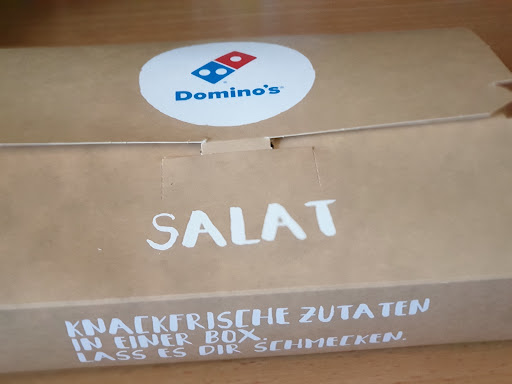 Domino's
SALAT
KNACKFRISCHE ZUTATEN
IN EINER BOX.
LASS ES DIR SCHMECKEN.